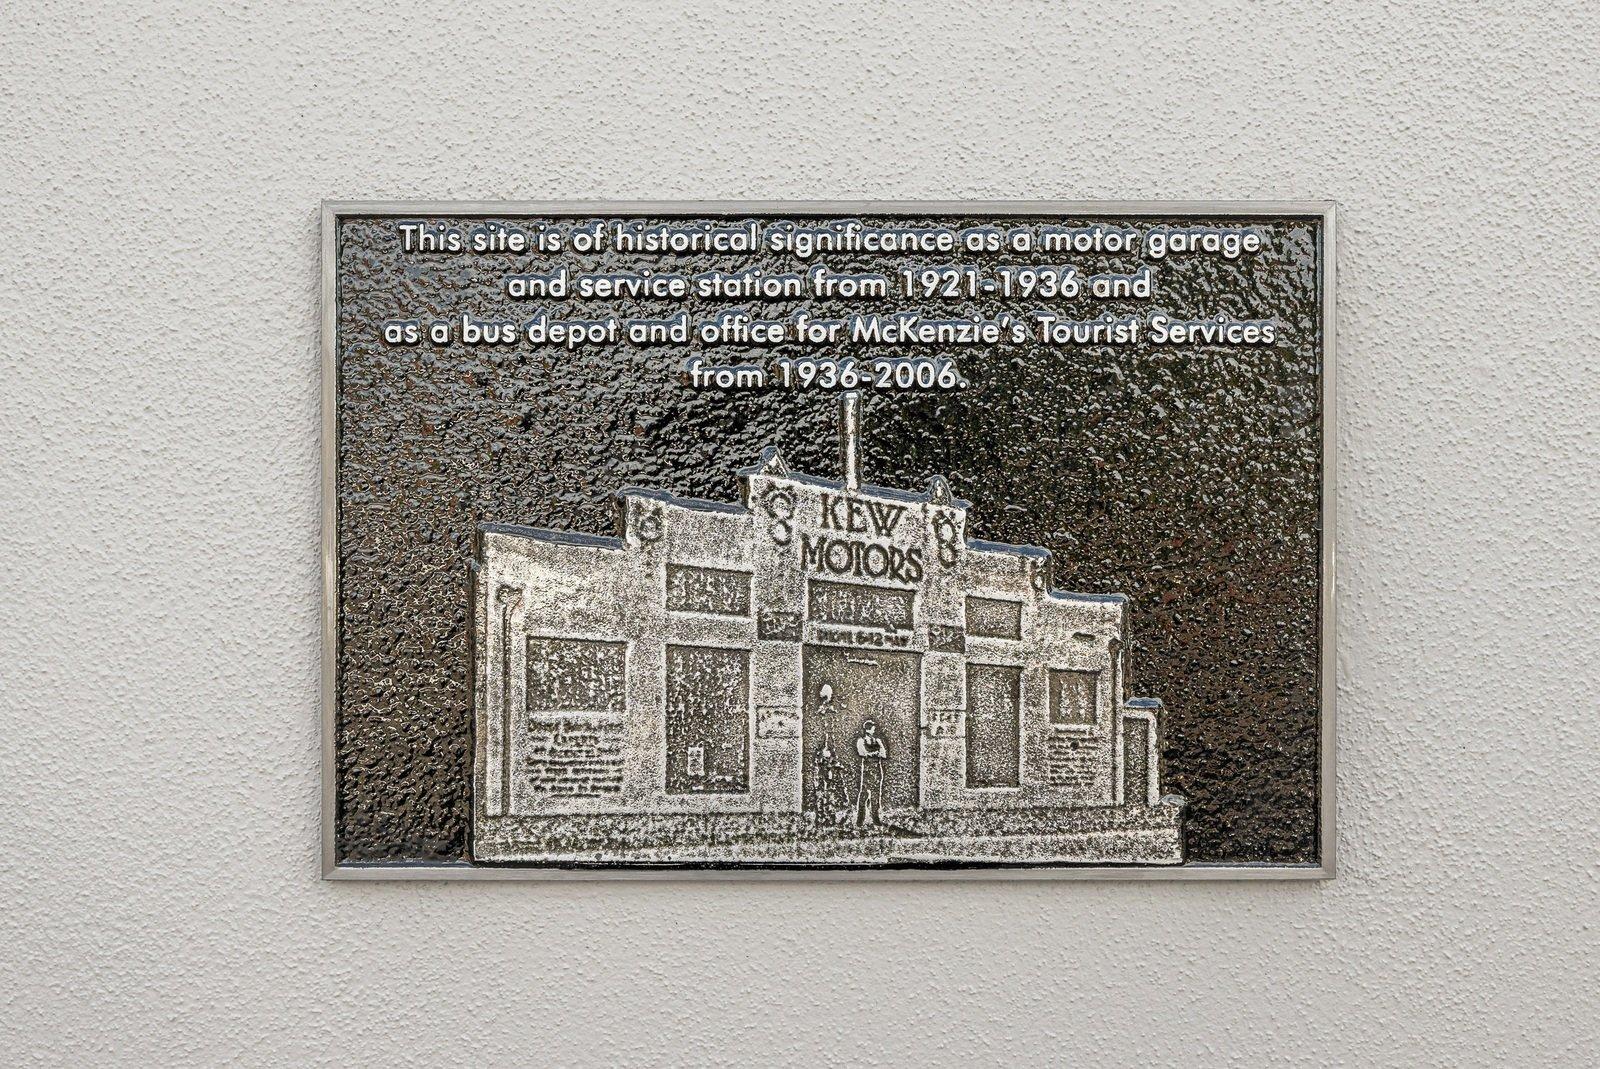 This site is of historical significance as a motor garage
and service station from 1921-1936 and
as a bus depot and office for McKenzie's Tourist Services
from 1936-2006.
KEW
MOTORS